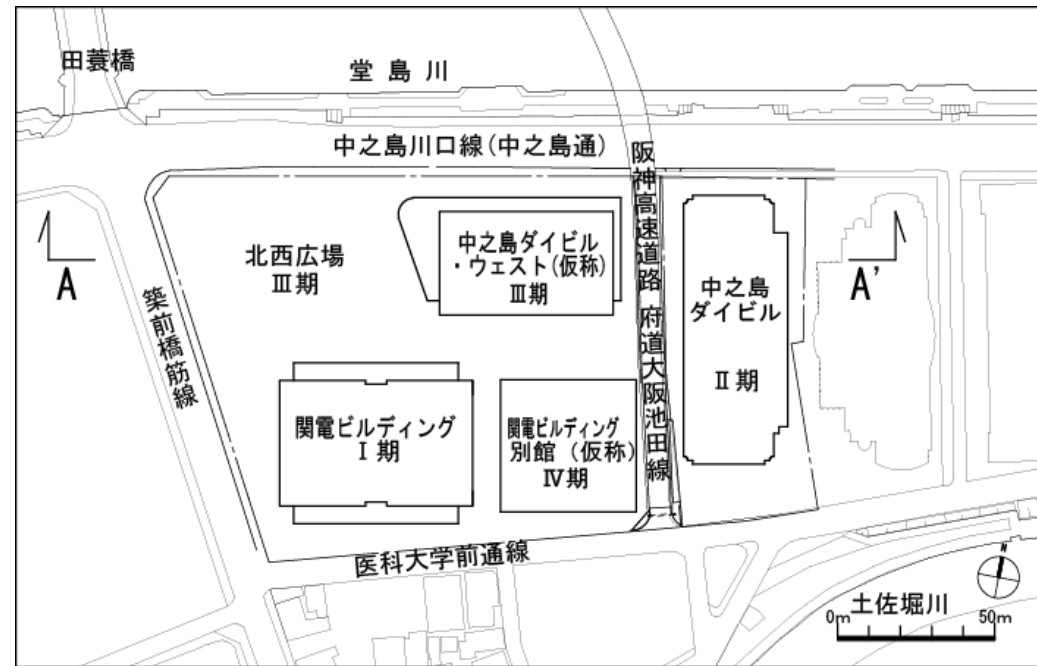 田蓑橋
堂島川
中之島川口線(中之島通)
阪神高速道路 府道大阪池田線
北西広場
Ⅲ期
中之島ダイビル
・ウェスト(仮称)
Ⅲ期
中之島
ダイビル
Ⅱ期
A
A'
築前橋筋線
関電ビルディング
Ⅰ期
関電ビルディング
別館(仮称)
Ⅳ期
医科大学前通線
N
土佐堀川
0m
50m